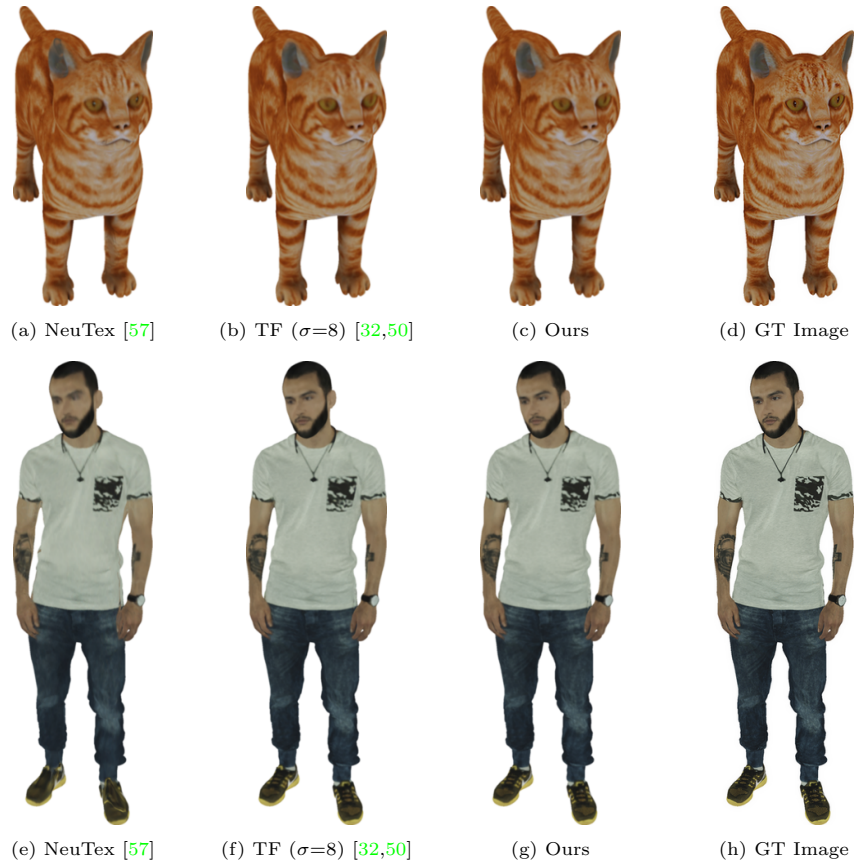 (a) NeuTex [57] (b) TF (σ=8) [32,50] (c) Ours (d) GT Image
(e) NeuTex [57] (f) TF (σ=8) [32,50] (g) Ours (h) GT Image